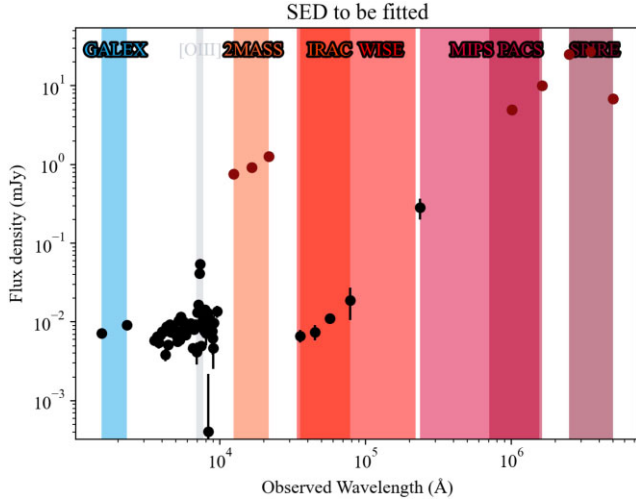 SED to be fitted
GALEX [OIII] 2MASS IRAC WISE MIPS PACS SPIRE
Flux density (mJy)
10¹
10⁰
10⁻¹
10⁻²
10⁻³
10⁴ 10⁵ 10⁶
Observed Wavelength (Å)